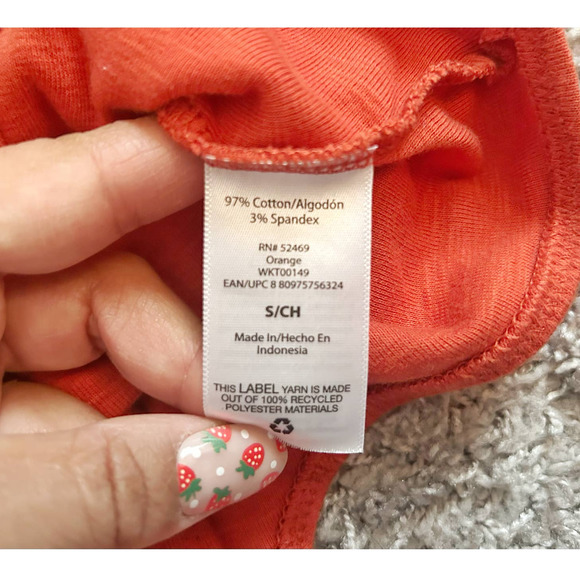 97% Cotton/Algodón
3% Spandex
RN# 52469
Orange
WKT00149
EAN/UPC 8 80975756324
S/CH
Made In/Hecho En
Indonesia
THIS LABEL YARN IS MADE
OUT OF 100% RECYCLED
POLYESTER MATERIALS